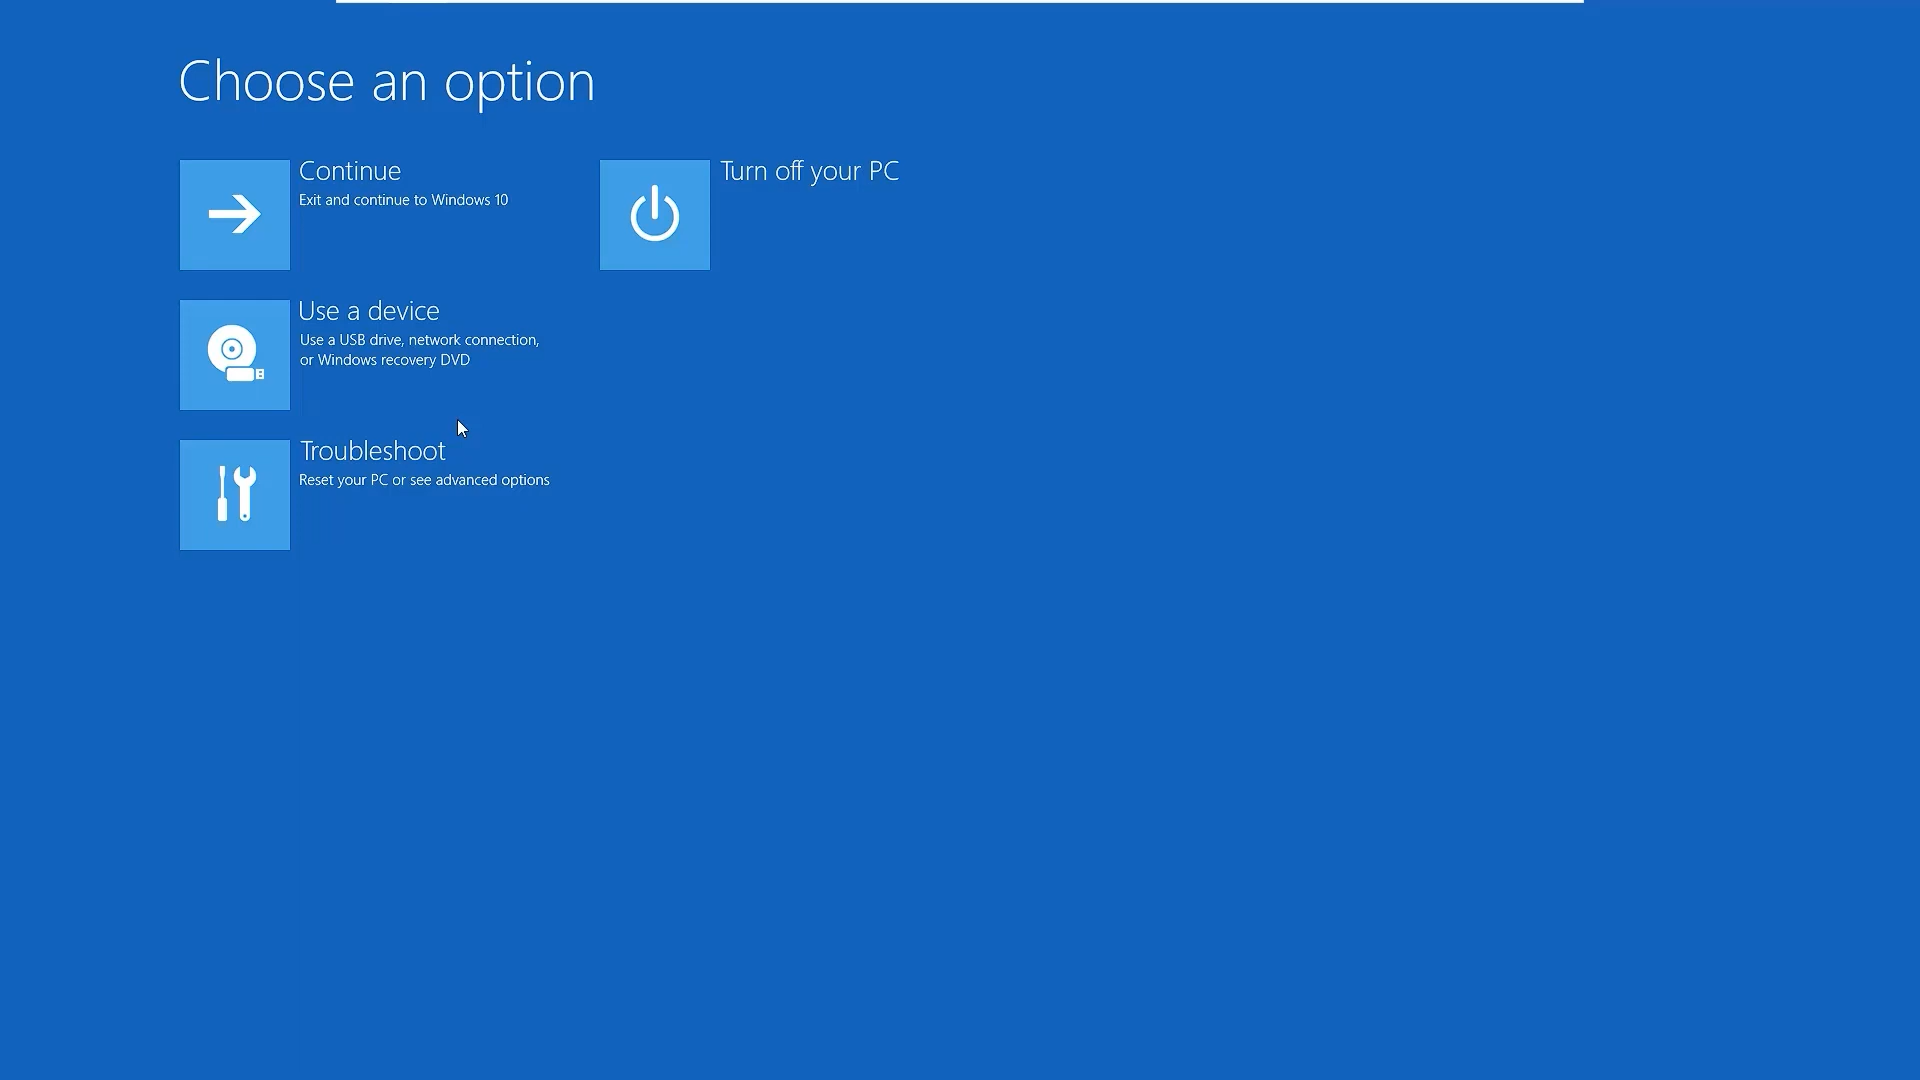 Choose an option
Continue
Exit and continue to Windows 10
Turn off your PC
Use a device
Use a USB drive, network connection,
or Windows recovery DVD
Troubleshoot
Reset your PC or see advanced options